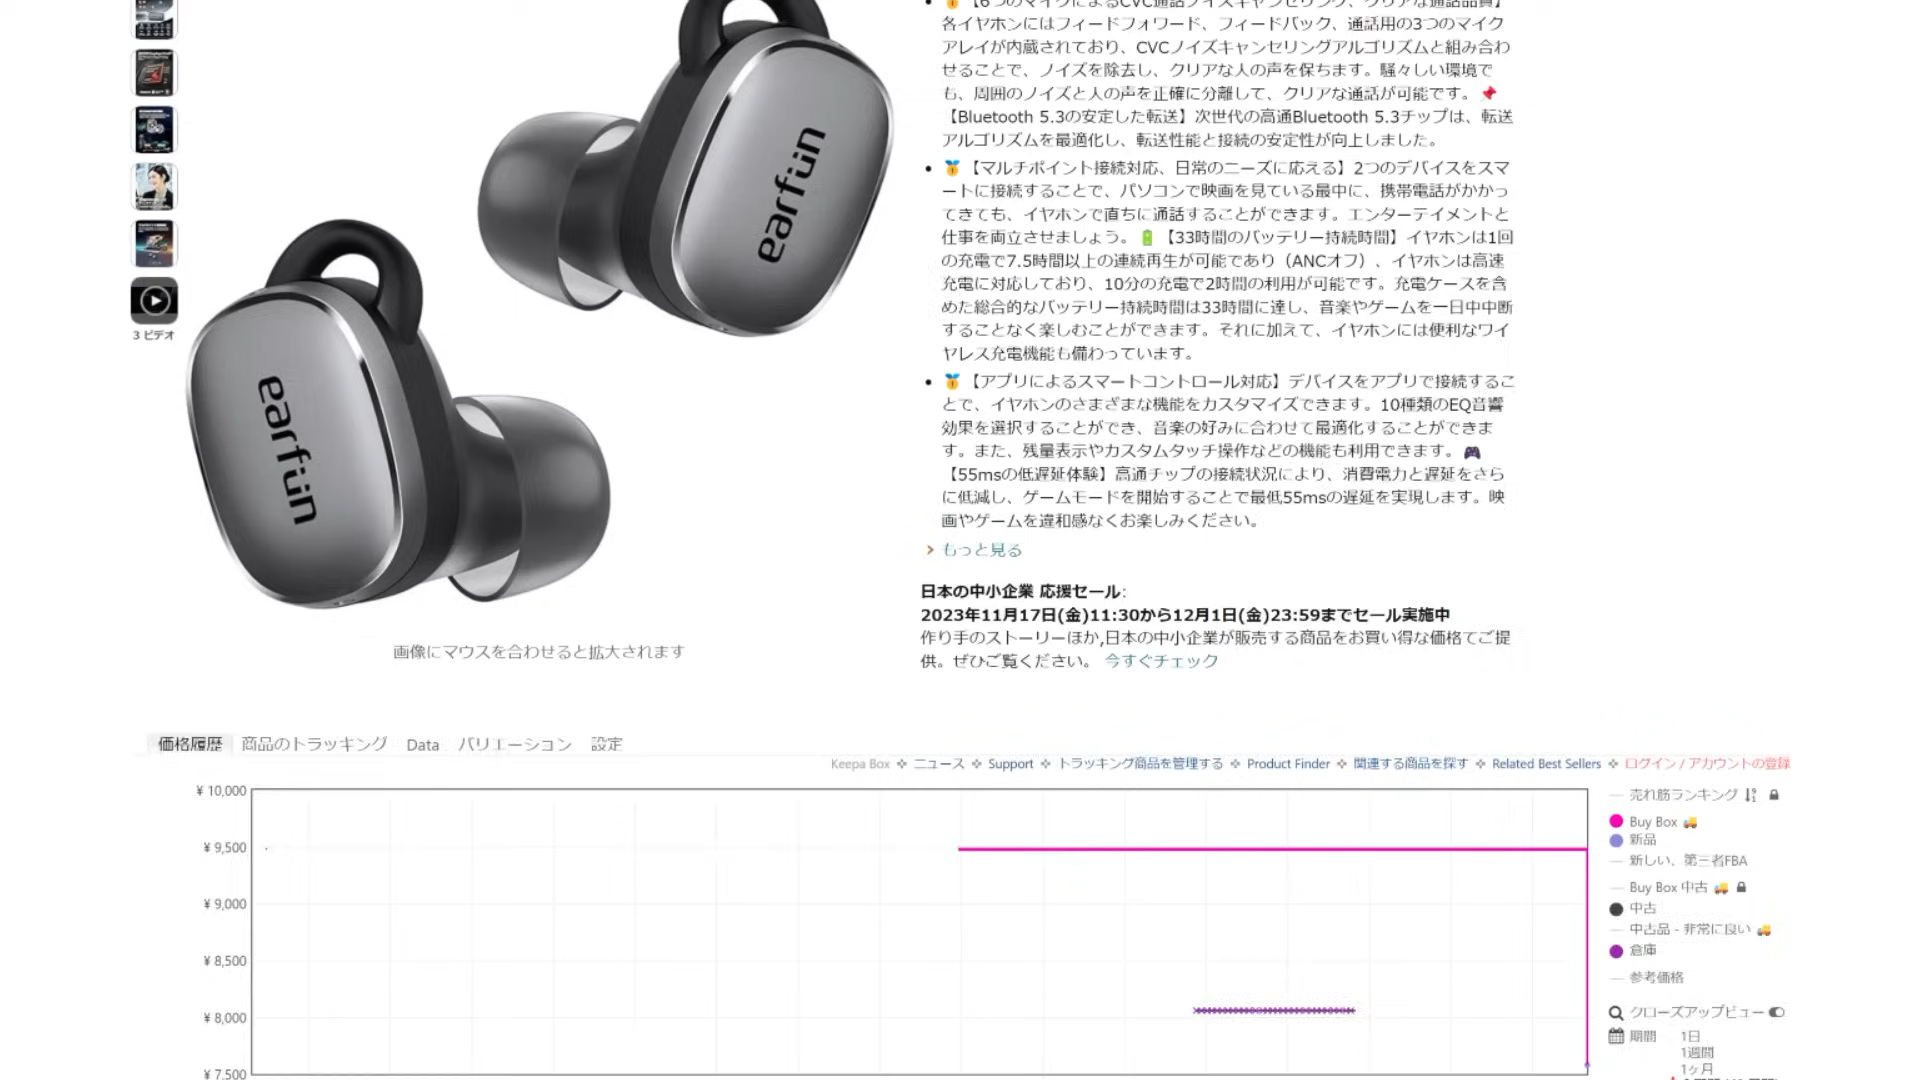 🏅【6つのマイクによるCVC通話ノイズキャンセリング、クリアな通話品質】
各イヤホンにはフィードフォワード、フィードバック、通話用の3つのマイク
アレイが内蔵されており、CVCノイズキャンセリングアルゴリズムと組み合わ
せることで、ノイズを除去し、クリアな人の声を保ちます。騒々しい環境で
も、周囲のノイズと人の声を正確に分離して、クリアな通話が可能です。📌
【Bluetooth 5.3の安定した転送】次世代の高通Bluetooth 5.3チップは、転送
アルゴリズムを最適化し、転送性能と接続の安定性が向上しました。
🏅【マルチポイント接続対応、日常のニーズに応える】2つのデバイスをスマ
ートに接続することで、パソコンで映画を見ている最中に、携帯電話がかかっ
てきても、イヤホンで直ちに通話することができます。エンターテイメントと
仕事を両立させましょう。🔋【33時間のバッテリー持続時間】イヤホンは1回
の充電で7.5時間以上の連続再生が可能であり（ANCオフ）、イヤホンは高速
充電に対応しており、10分の充電で2時間の利用が可能です。充電ケースを含
めた総合的なバッテリー持続時間は33時間に達し、音楽やゲームを一日中中断
することなく楽しむことができます。それに加えて、イヤホンには便利なワイ
ヤレス充電機能も備わっています。
🏅【アプリによるスマートコントロール対応】デバイスをアプリで接続するこ
とで、イヤホンのさまざまな機能をカスタマイズできます。10種類のEQ音響
効果を選択することができ、音楽の好みに合わせて最適化することができま
す。また、残量表示やカスタムタッチ操作などの機能も利用できます。🎮
【55msの低遅延体験】高通チップの接続状況により、消費電力と遅延をさら
に低減し、ゲームモードを開始することで最低55msの遅延を実現します。映
画やゲームを違和感なくお楽しみください。
› もっと見る
日本の中小企業 応援セール:
2023年11月17日(金)11:30から12月1日(金)23:59までセール実施中
作り手のストーリーほか,日本の中小企業が販売する商品をお買い得な価格でご提
供。ぜひご覧ください。 今すぐチェック
3 ビデオ
earfun
earfun
画像にマウスを合わせると拡大されます
価格履歴 商品のトラッキング Data バリエーション 設定
Keepa Box ❖ ニュース ❖ Support ❖ トラッキング商品を管理する ❖ Product Finder ❖ 関連する商品を探す ❖ Related Best Sellers ❖ ログイン / アカウントの登録
¥ 10,000
¥ 9,500
¥ 9,000
¥ 8,500
¥ 8,000
¥ 7,500
売れ筋ランキング
Buy Box 🚚
新品
新しい、第三者FBA
Buy Box 中古 🚚
中古
中古品 - 非常に良い 🚚
倉庫
参考価格
クローズアップビュー
期間 1日
1週間
1ヶ月